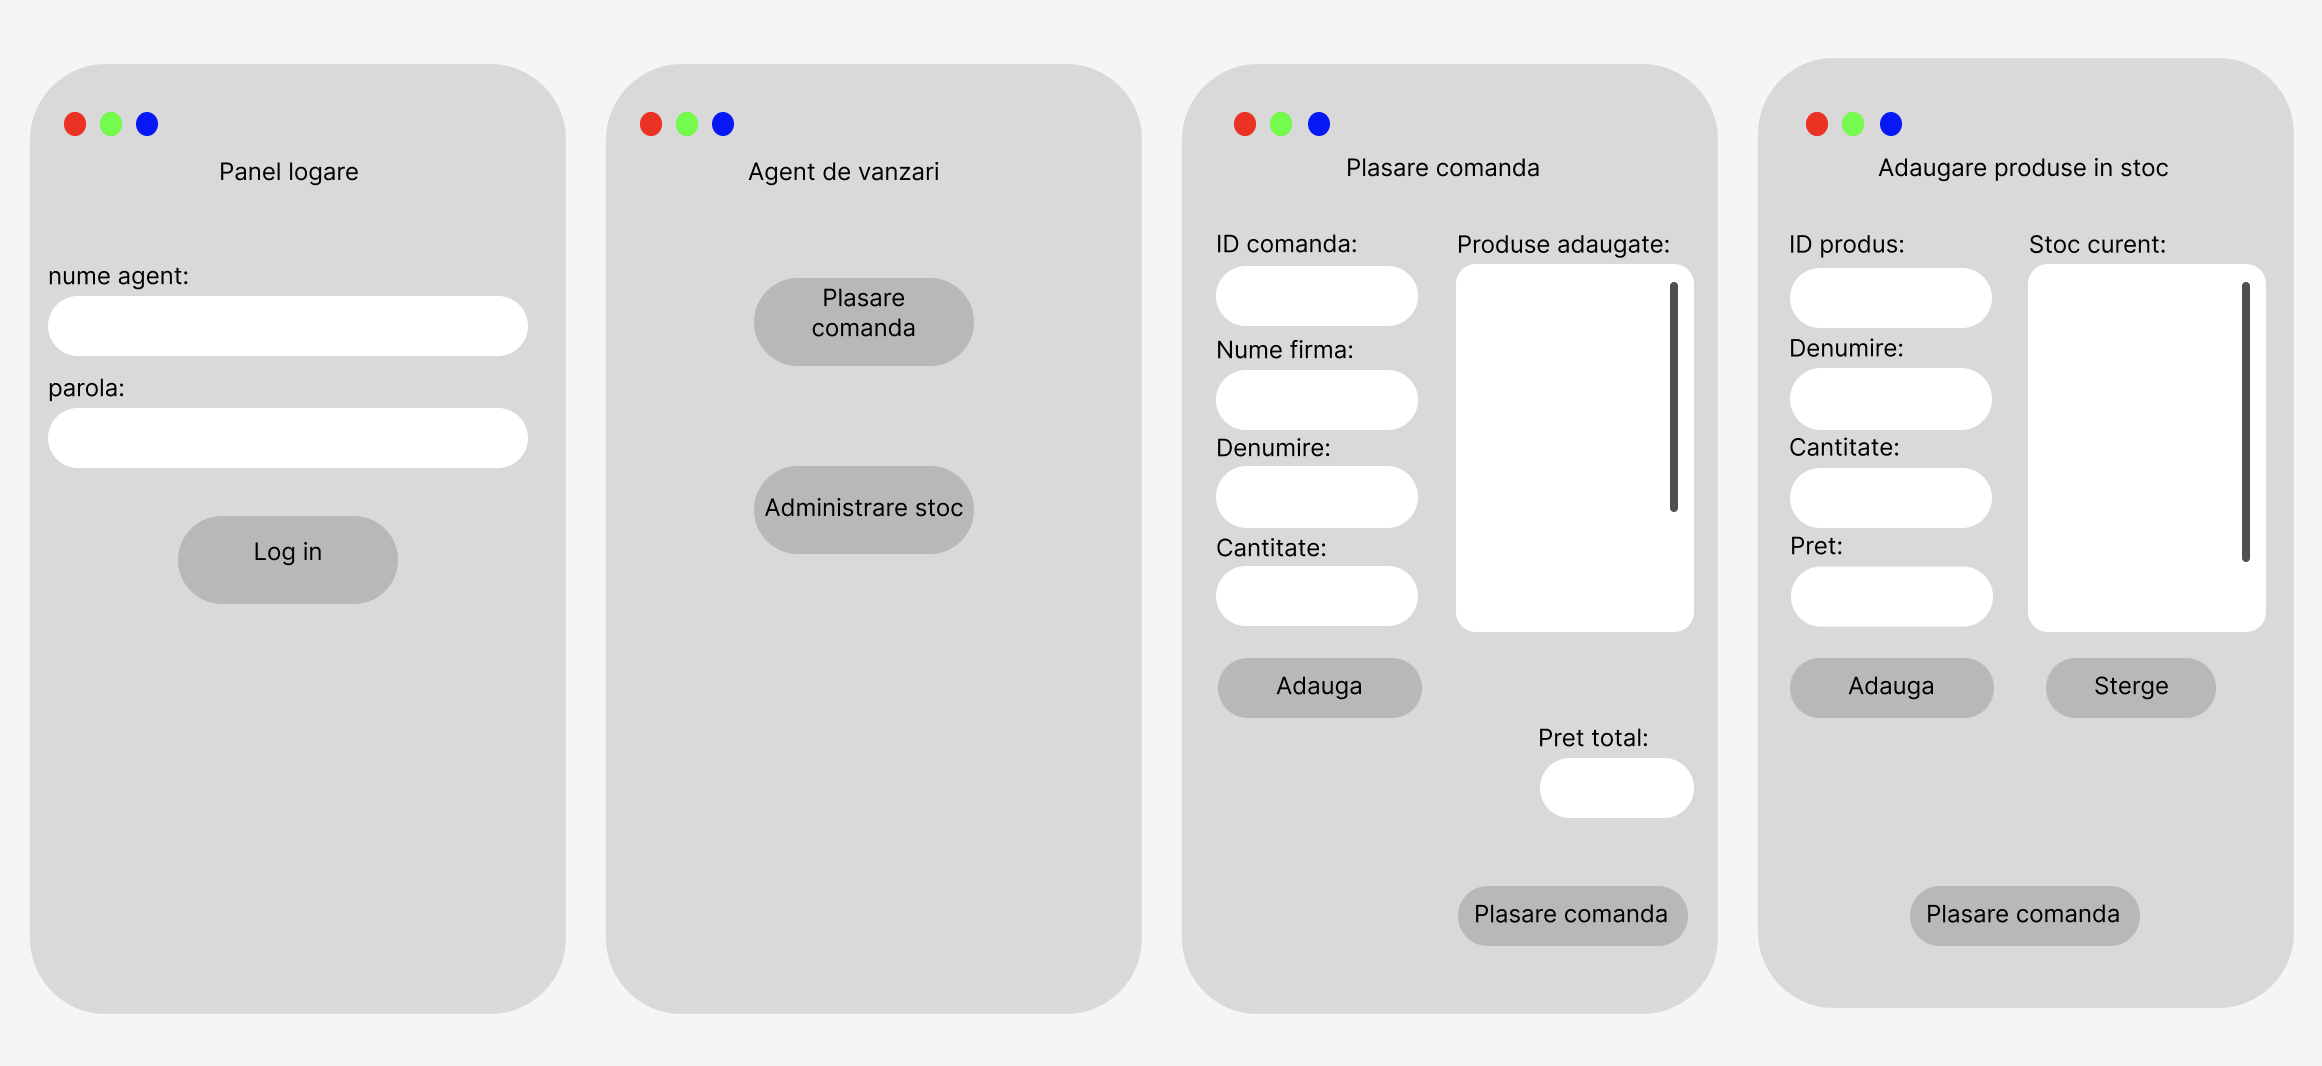 Panel logare
nume agent:
parola:
Log in
Agent de vanzari
Plasare
comanda
Administrare stoc
Plasare comanda
ID comanda:
Nume firma:
Denumire:
Cantitate:
Adauga
Produse adaugate:
Pret total:
Plasare comanda
Adaugare produse in stoc
ID produs:
Denumire:
Cantitate:
Pret:
Adauga
Stoc curent:
Sterge
Plasare comanda